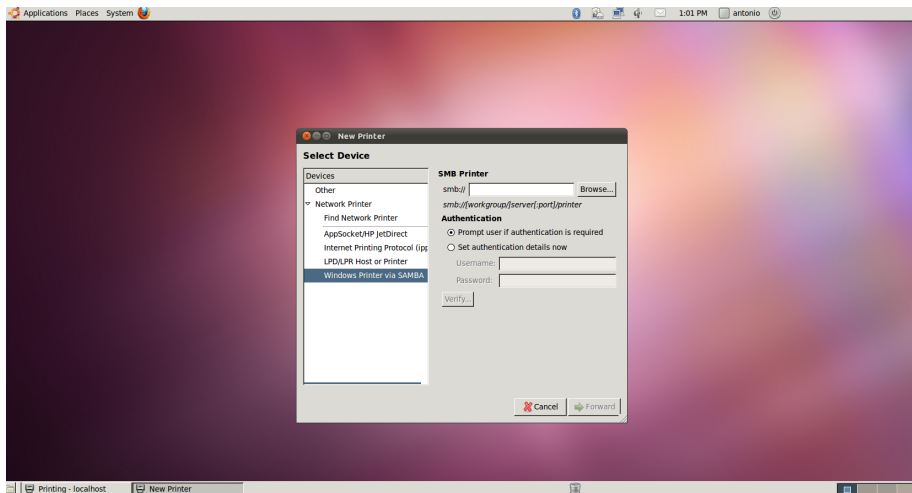 Applications Places System 1:01 PM antonio
New Printer
Select Device
Devices
Other
Network Printer
Find Network Printer
AppSocket/HP JetDirect
Internet Printing Protocol (ipp
LPD/LPR Host or Printer
Windows Printer via SAMBA
SMB Printer
smb:// Browse...
smb://[workgroup/]server[:port]/printer
Authentication
Prompt user if authentication is required
Set authentication details now
Username:
Password:
Verify...
Cancel Forward
Printing - localhost New Printer